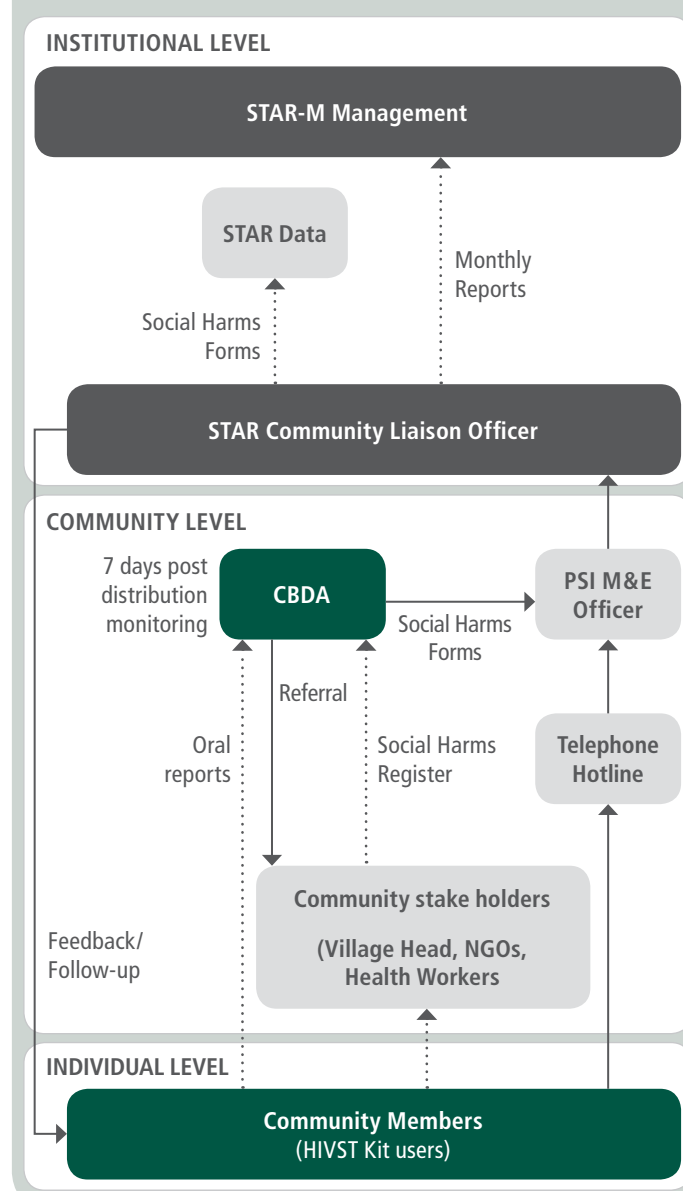 INSTITUTIONAL LEVEL
STAR-M Management
STAR Data
Monthly
Reports
Social Harms
Forms
STAR Community Liaison Officer
COMMUNITY LEVEL
7 days post
distribution
monitoring
CBDA
Social Harms
Forms
PSI M&E
Officer
Referral
Oral
reports
Social Harms
Register
Telephone
Hotline
Community stake holders
(Village Head, NGOs,
Health Workers
Feedback/
Follow-up
INDIVIDUAL LEVEL
Community Members
(HIVST Kit users)